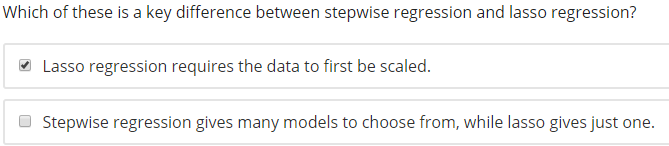 Which of these is a key difference between stepwise regression and lasso regression?
Lasso regression requires the data to first be scaled.
Stepwise regression gives many models to choose from, while lasso gives just one.